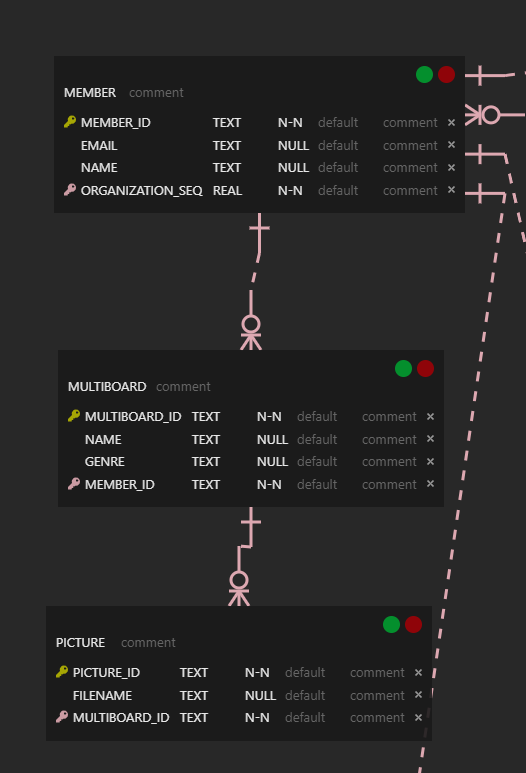 MEMBER comment
MEMBER_ID TEXT N-N default comment ×
EMAIL TEXT NULL default comment ×
NAME TEXT NULL default comment ×
ORGANIZATION_SEQ REAL N-N default comment ×
MULTIBOARD comment
MULTIBOARD_ID TEXT N-N default comment ×
NAME TEXT NULL default comment ×
GENRE TEXT NULL default comment ×
MEMBER_ID TEXT N-N default comment ×
PICTURE comment
PICTURE_ID TEXT N-N default comment ×
FILENAME TEXT NULL default comment ×
MULTIBOARD_ID TEXT N-N default comment ×